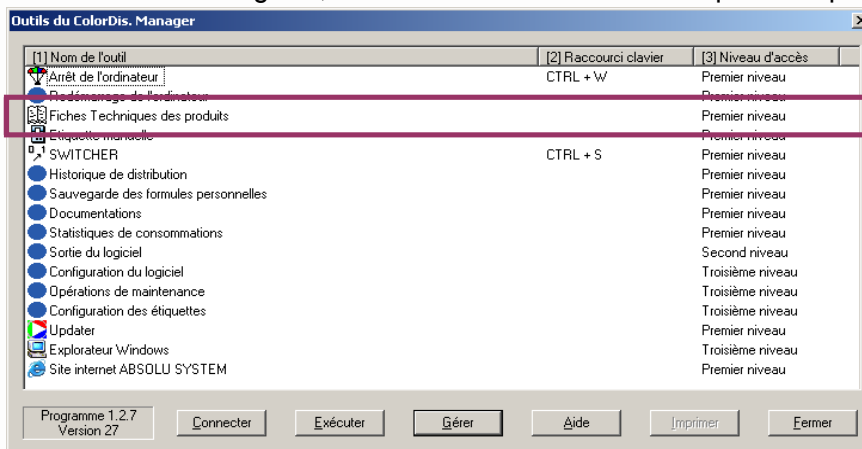 Outils du ColorDis. Manager
[1] Nom de l'outil [2] Raccourci clavier [3] Niveau d'accès
Arrêt de l'ordinateur CTRL + W Premier niveau
Redémarrage de l'ordinateur Premier niveau
Fiches Techniques des produits Premier niveau
Etiquette manuelle Premier niveau
SWITCHER CTRL + S Premier niveau
Historique de distribution Premier niveau
Sauvegarde des formules personnelles Premier niveau
Documentations Premier niveau
Statistiques de consommations Premier niveau
Sortie du logiciel Second niveau
Configuration du logiciel Troisième niveau
Opérations de maintenance Troisième niveau
Configuration des étiquettes Troisième niveau
Updater Premier niveau
Explorateur Windows Troisième niveau
Site internet ABSOLU SYSTEM Premier niveau
Programme 1.2.7
Version 27
Connecter Exécuter Gérer Aide Imprimer Fermer